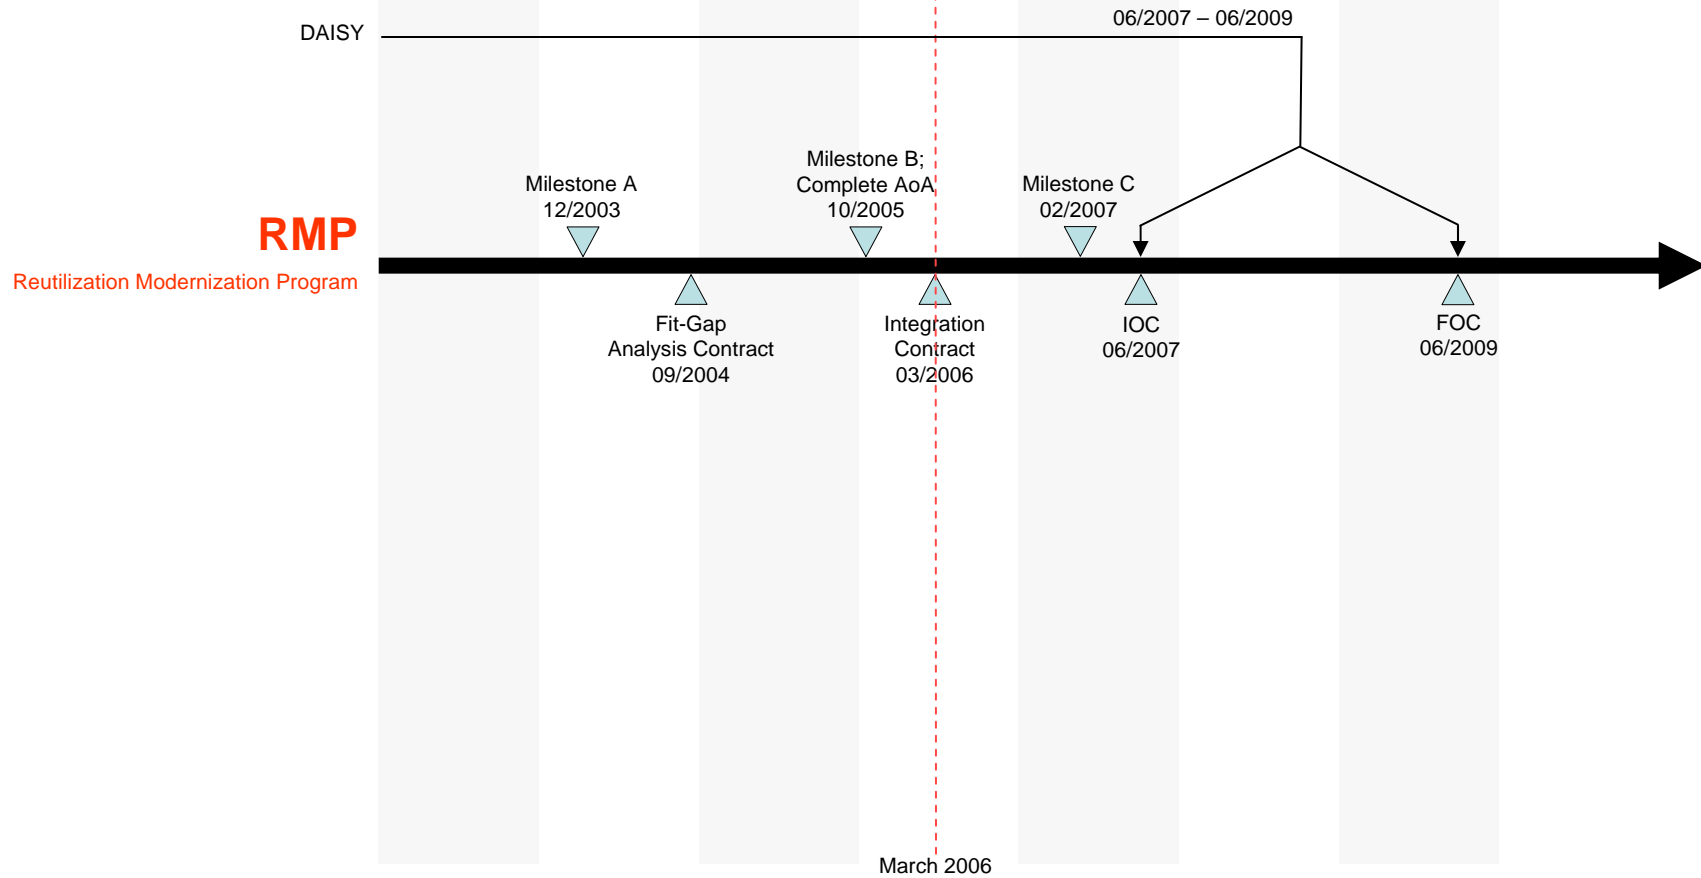 06/2007 – 06/2009
DAISY
Milestone A
12/2003
Milestone B;
Complete AoA
10/2005
Milestone C
02/2007
RMP
Reutilization Modernization Program
Fit-Gap
Analysis Contract
09/2004
Integration
Contract
03/2006
IOC
06/2007
FOC
06/2009
March 2006